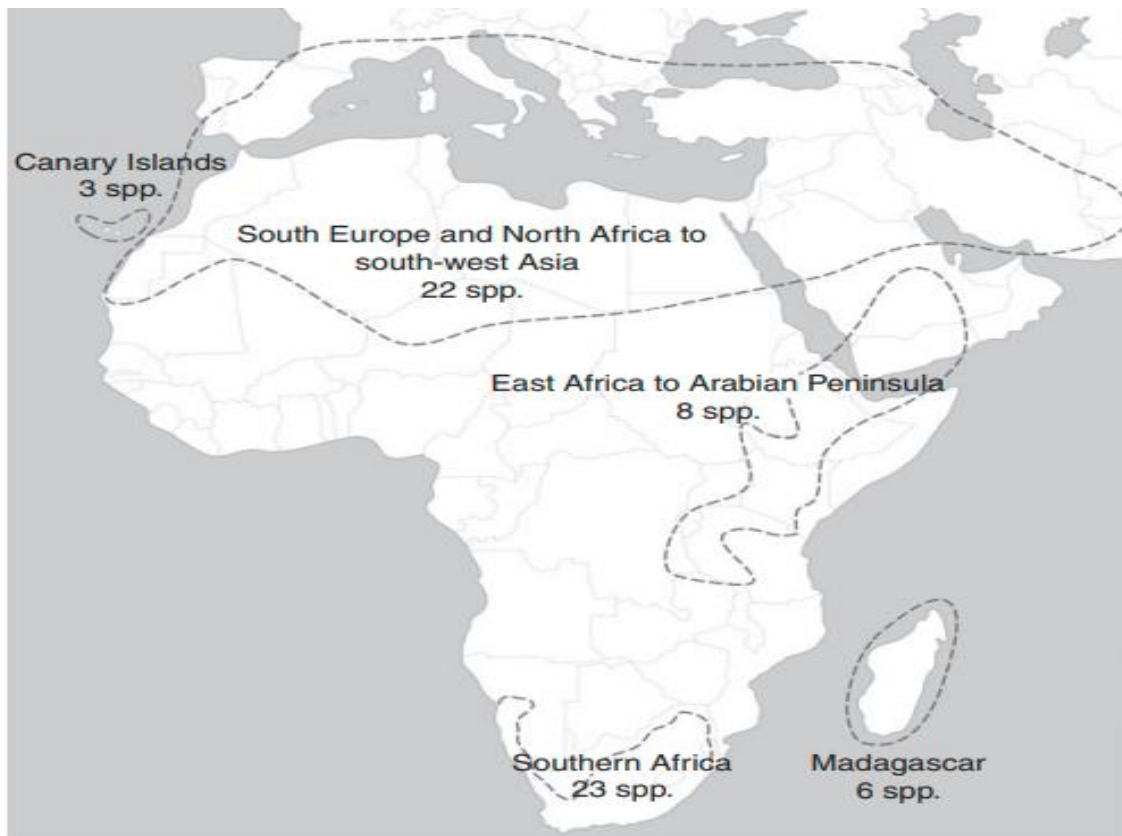 Canary Islands
3 spp.
South Europe and North Africa to
south-west Asia
22 spp.
East Africa to Arabian Peninsula
8 spp.
Southern Africa
23 spp.
Madagascar
6 spp.